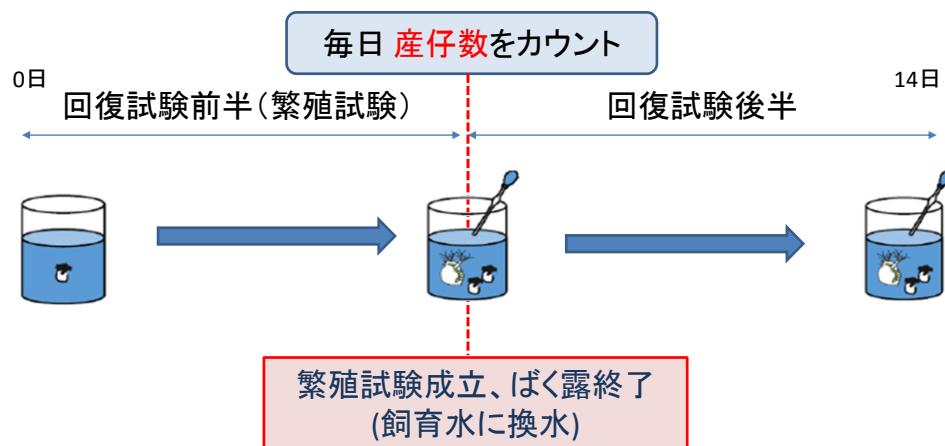 毎日 産仔数をカウント
0日
14日
回復試験前半(繁殖試験)
回復試験後半
繁殖試験成立、ばく露終了
(飼育水に換水)